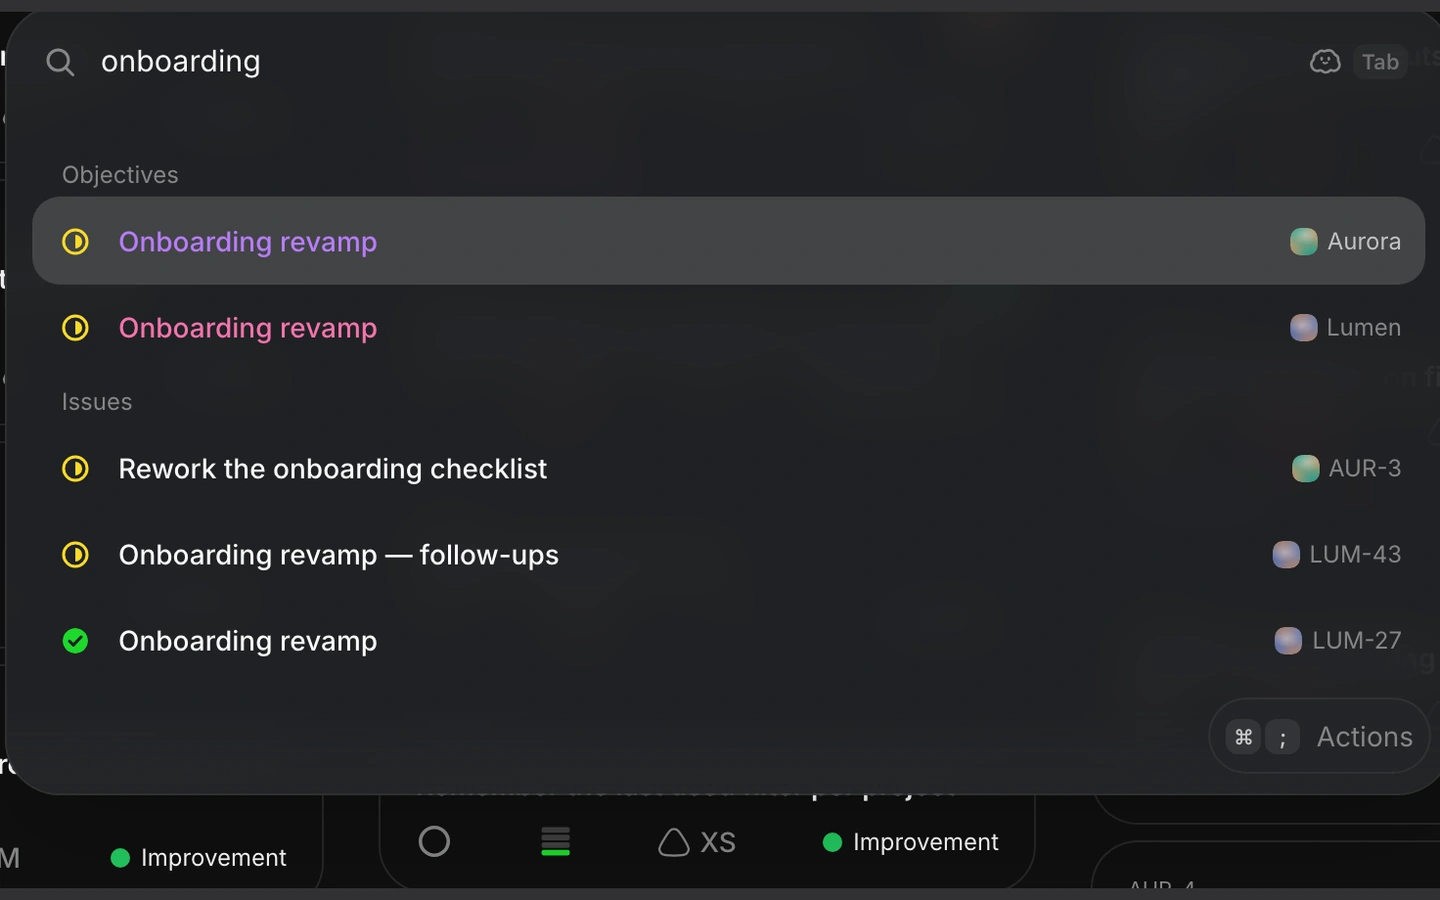 onboarding
Tab
Objectives
Onboarding revamp
Aurora
Onboarding revamp
Lumen
Issues
Rework the onboarding checklist
AUR-3
Onboarding revamp — follow-ups
LUM-43
Onboarding revamp
LUM-27
⌘ ; Actions
XS
Improvement
M
Improvement